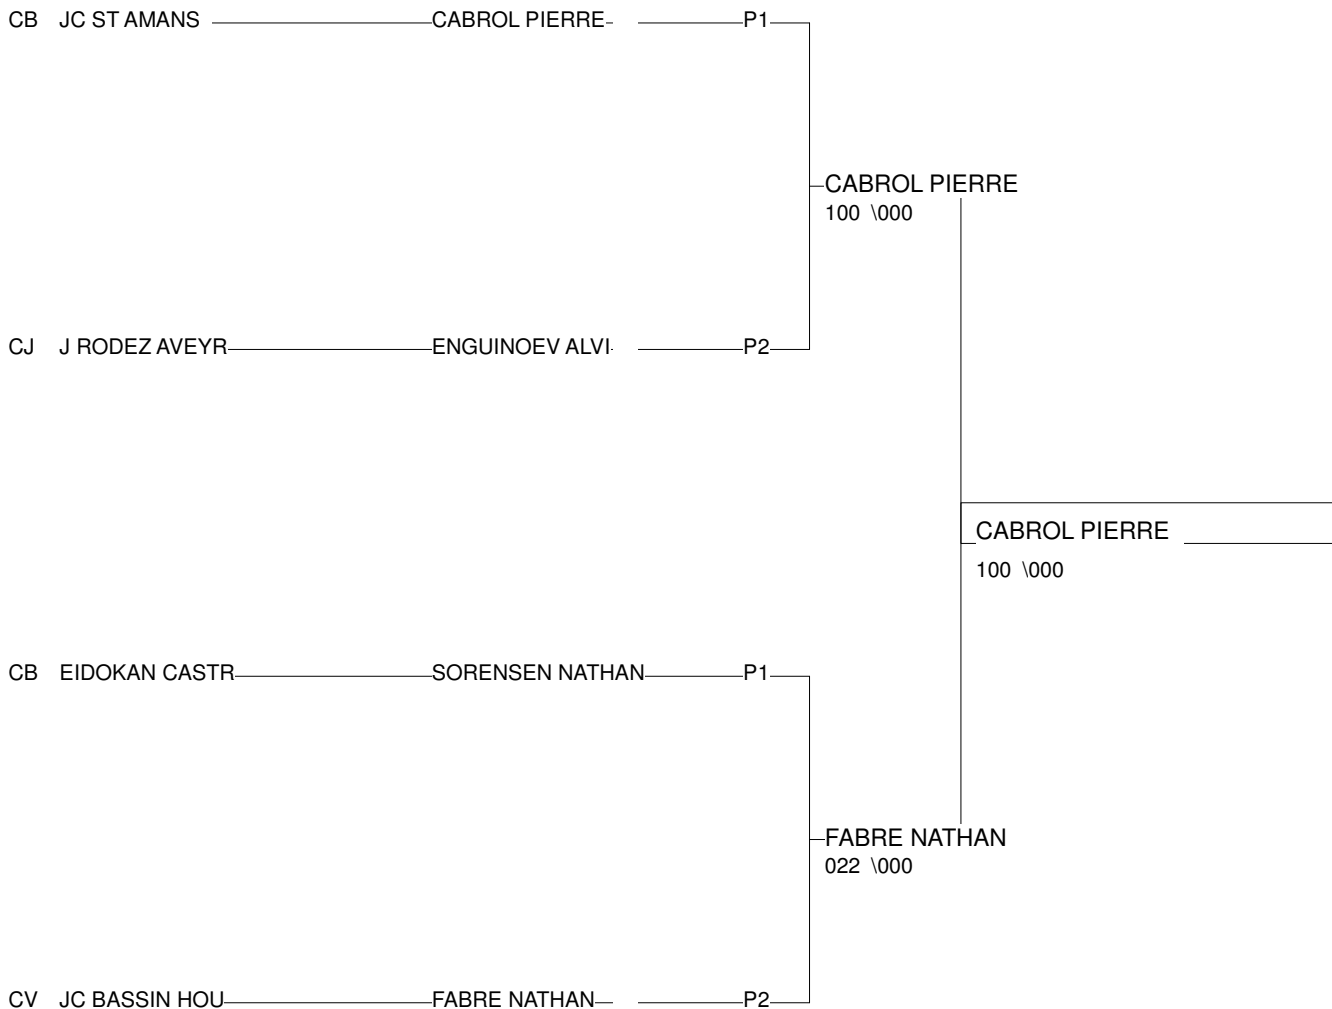 CB JC ST AMANS CABROL PIERRE P1
CABROL PIERRE
100 \000
CJ J RODEZ AVEYR ENGUINOEV ALVI P2
CABROL PIERRE
100 \000
CB EIDOKAN CASTR SORENSEN NATHAN P1
FABRE NATHAN
022 \000
CV JC BASSIN HOU FABRE NATHAN P2